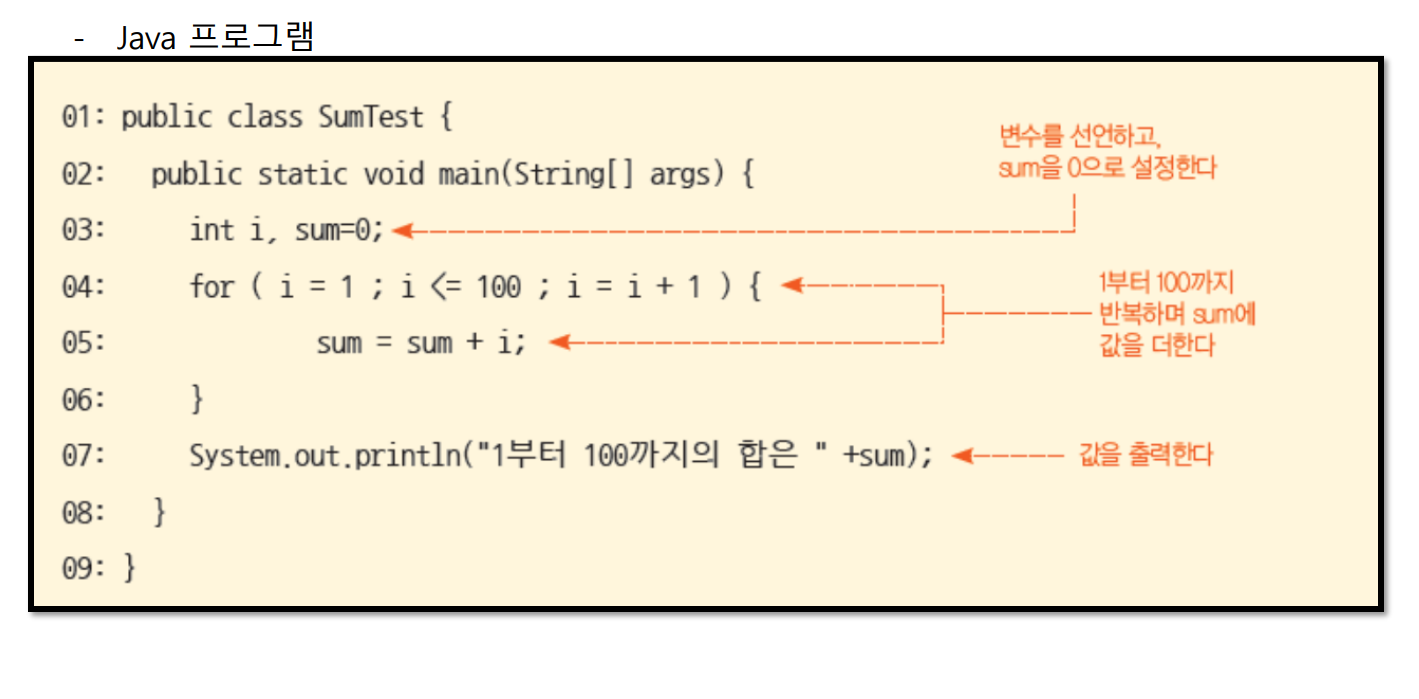 - Java 프로그램
01: public class SumTest {
02: public static void main(String[] args) {
변수를 선언하고,
sum을 0으로 설정한다
03: int i, sum=0;
04: for ( i = 1 ; i <= 100 ; i = i + 1 ) {
1부터 100까지
반복하며 sum에
값을 더한다
05: sum = sum + i;
06: }
07: System.out.println("1부터 100까지의 합은 " +sum);
값을 출력한다
08: }
09: }